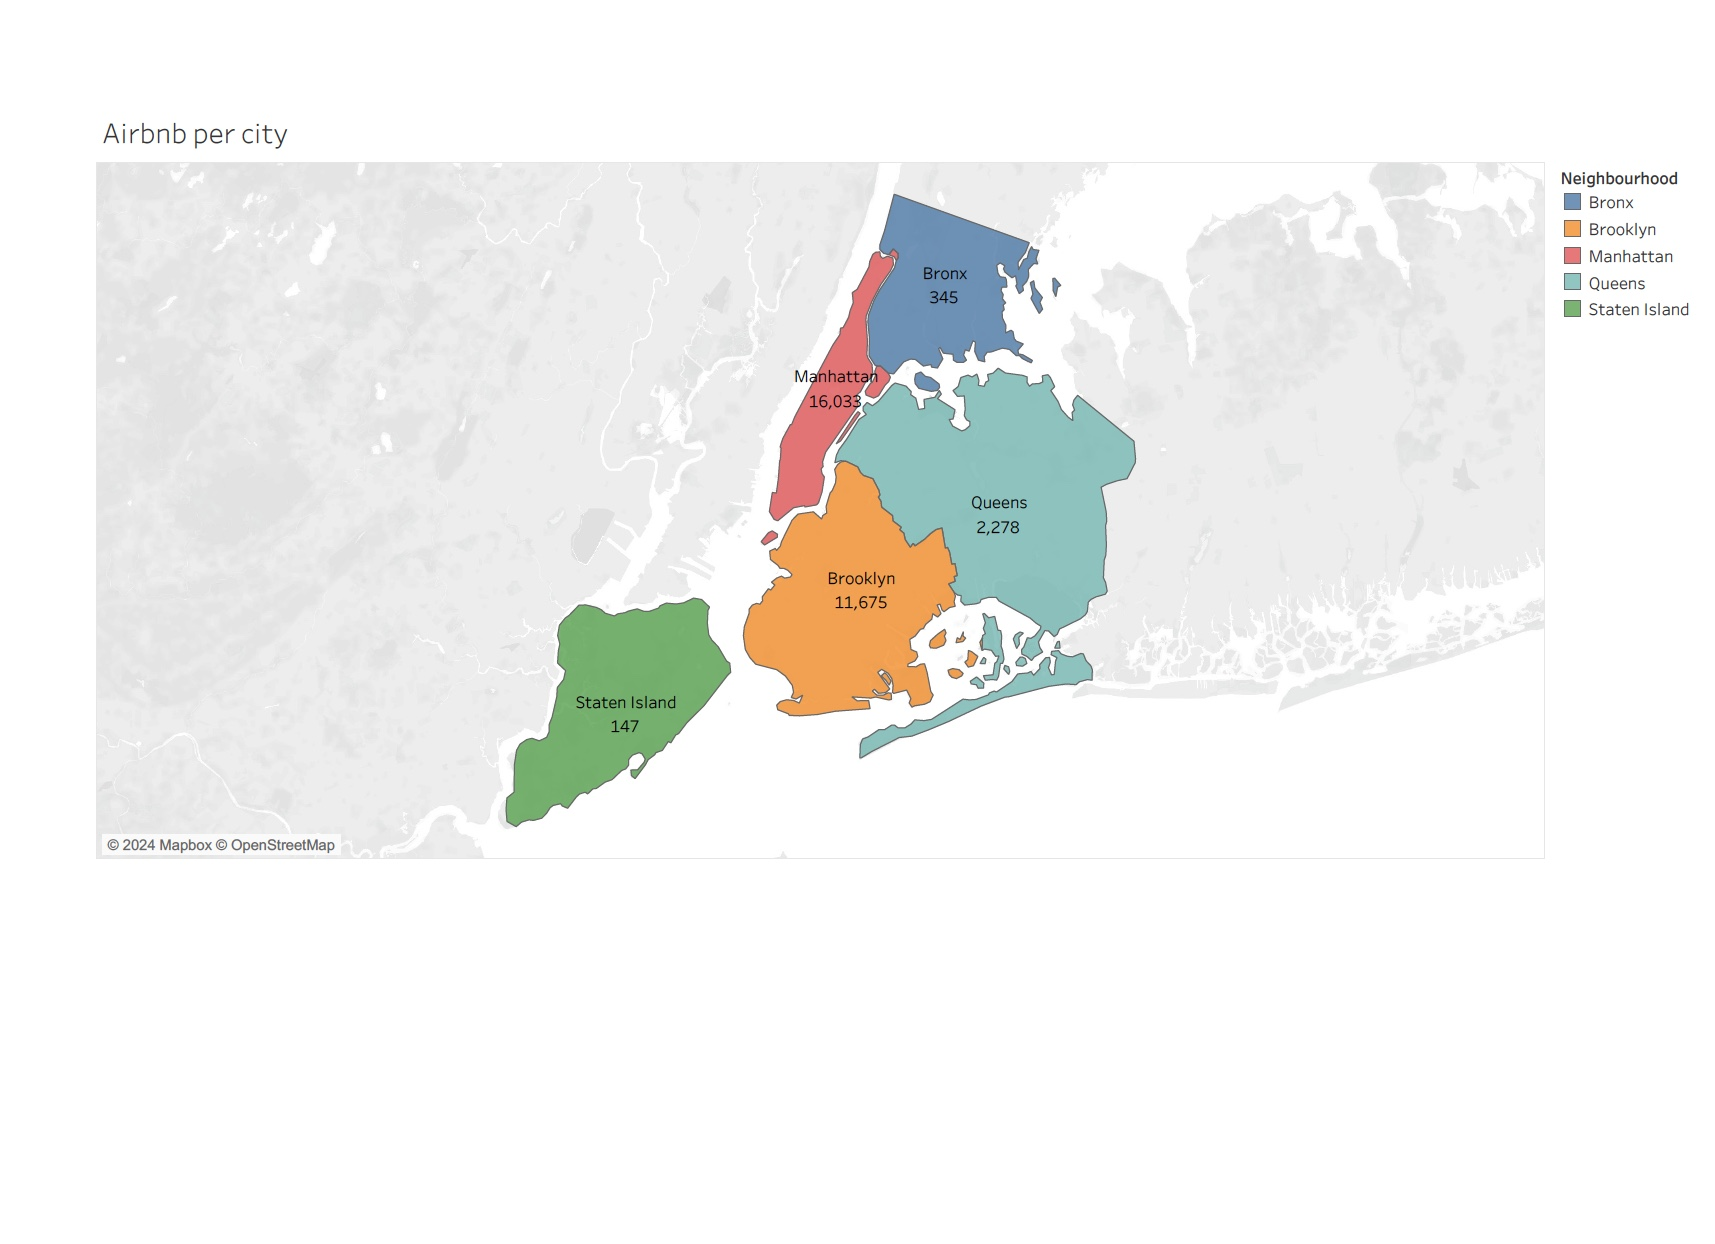 Airbnb per city
Neighbourhood
Bronx
Brooklyn
Manhattan
Queens
Staten Island
Bronx
345
Manhattan
16,033
Queens
2,278
Brooklyn
11,675
Staten Island
147
© 2024 Mapbox © OpenStreetMap